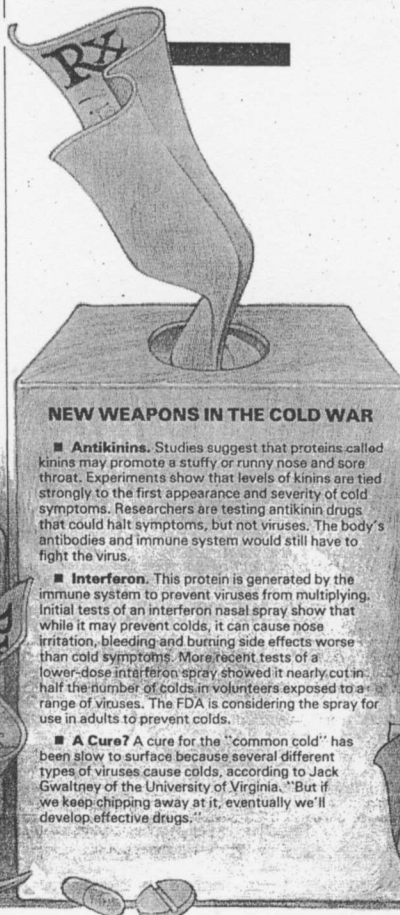 Rx
NEW WEAPONS IN THE COLD WAR
■ Antikinins. Studies suggest that proteins called
kinins may promote a stuffy or runny nose and sore
throat. Experiments show that levels of kinins are tied
strongly to the first appearance and severity of cold
symptoms. Researchers are testing antikinin drugs
that could halt symptoms, but not viruses. The body's
antibodies and immune system would still have to
fight the virus.
■ Interferon. This protein is generated by the
immune system to prevent viruses from multiplying.
Initial tests of an interferon nasal spray show that
while it may prevent colds, it can cause nose
irritation, bleeding and burning side effects worse
than cold symptoms. More recent tests of a
lower-dose interferon spray showed it nearly cut in
half the number of colds in volunteers exposed to a
range of viruses. The FDA is considering the spray for
use in adults to prevent colds.
■ A Cure? A cure for the "common cold" has
been slow to surface because several different
types of viruses cause colds, according to Jack
Gwaltney of the University of Virginia. "But if
we keep chipping away at it, eventually we'll
develop effective drugs."